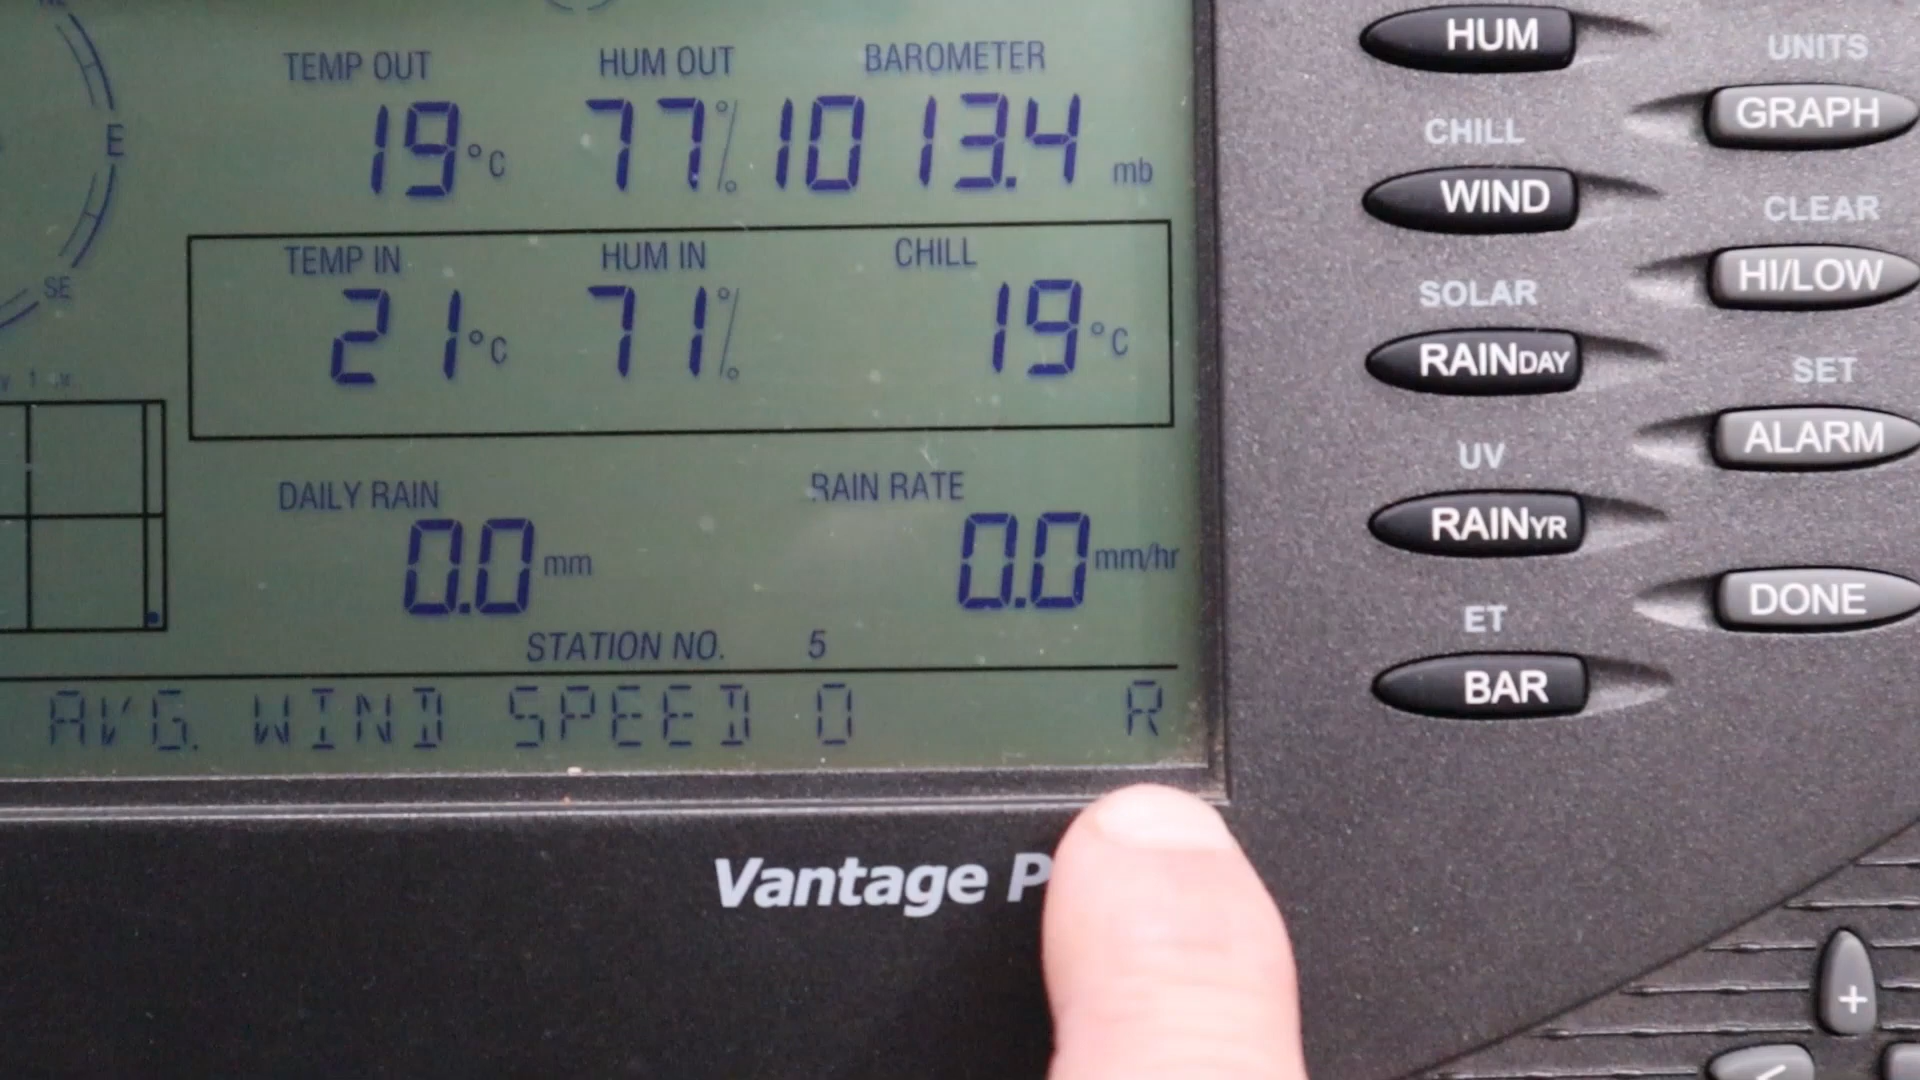 E
SE
TEMP OUT HUM OUT BAROMETER
19°C 77% 1013.4 mb
TEMP IN HUM IN CHILL
21°C 71% 19°C
DAILY RAIN RAIN RATE
0.0 mm 0.0 mm/hr
STATION NO. 5
AVG. WIND SPEED 0 R
Vantage P
HUM
CHILL
WIND
SOLAR
RAINDAY
UV
RAINYR
ET
BAR
UNITS
GRAPH
CLEAR
HI/LOW
SET
ALARM
DONE
+
<